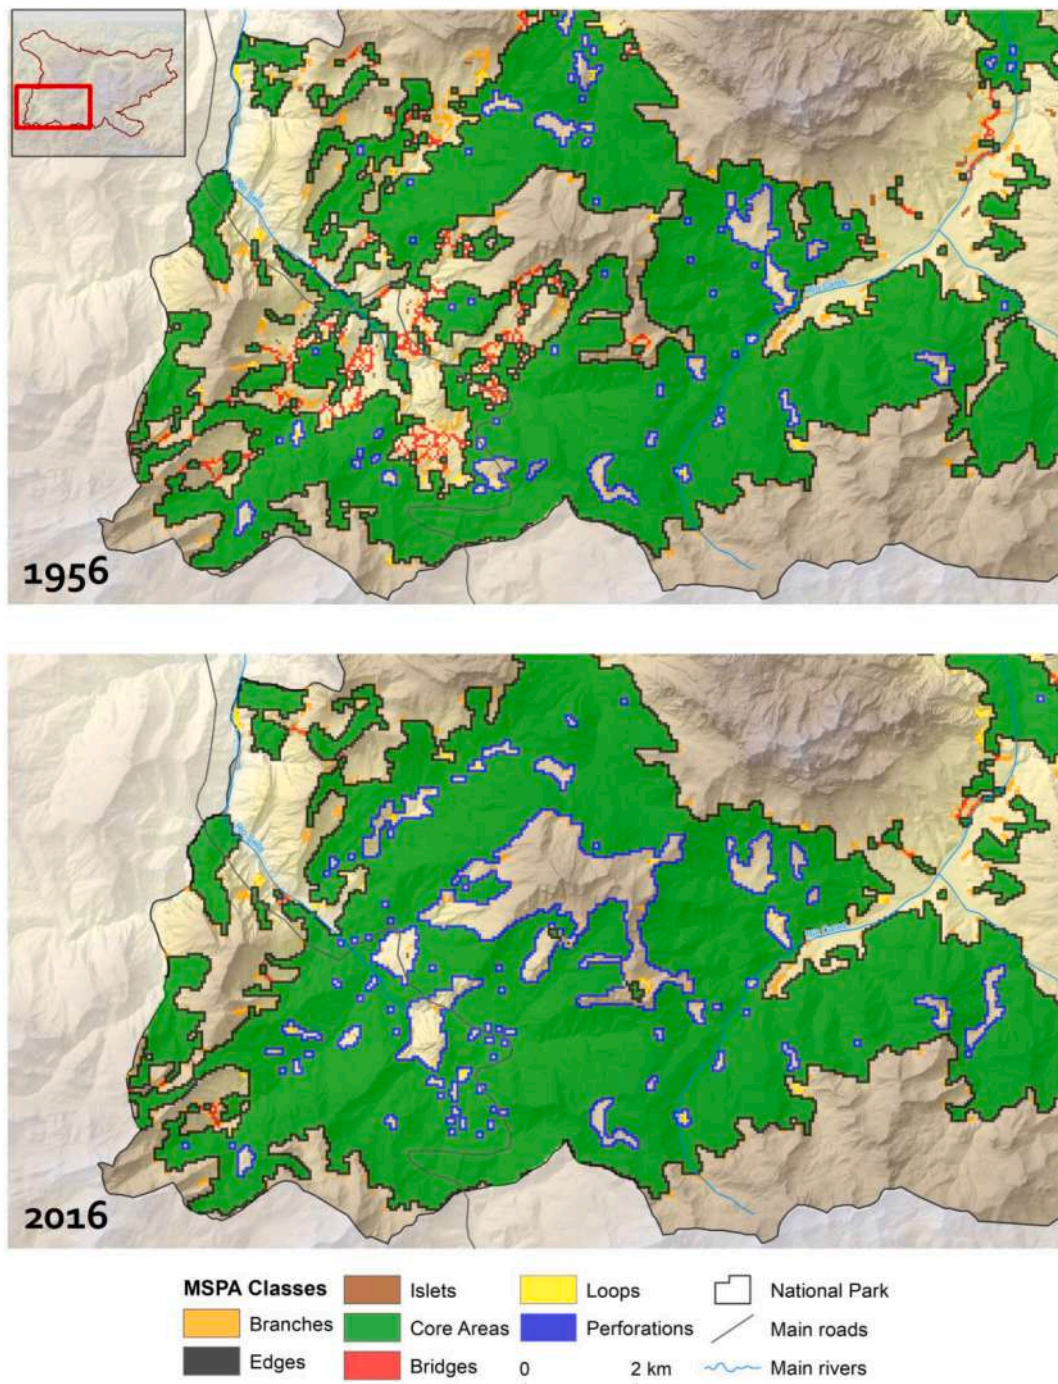 1956
2016
MSPA Classes
Branches
Edges
Islets
Core Areas
Bridges
Loops
Perforations
0 2 km
National Park
Main roads
Main rivers